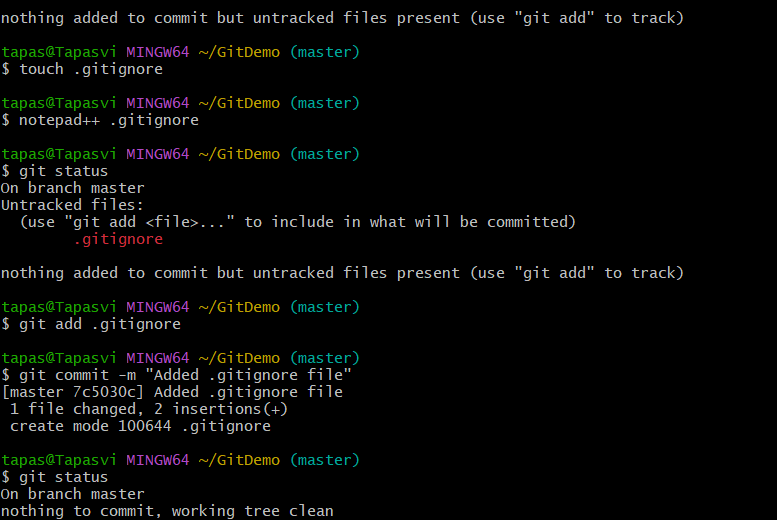 nothing added to commit but untracked files present (use "git add" to track)
tapas@Tapasvi MINGW64 ~/GitDemo (master)
$ touch .gitignore
tapas@Tapasvi MINGW64 ~/GitDemo (master)
$ notepad++ .gitignore
tapas@Tapasvi MINGW64 ~/GitDemo (master)
$ git status
On branch master
Untracked files:
  (use "git add <file>..." to include in what will be committed)
        .gitignore
nothing added to commit but untracked files present (use "git add" to track)
tapas@Tapasvi MINGW64 ~/GitDemo (master)
$ git add .gitignore
tapas@Tapasvi MINGW64 ~/GitDemo (master)
$ git commit -m "Added .gitignore file"
[master 7c5030c] Added .gitignore file
 1 file changed, 2 insertions(+)
 create mode 100644 .gitignore
tapas@Tapasvi MINGW64 ~/GitDemo (master)
$ git status
On branch master
nothing to commit, working tree clean